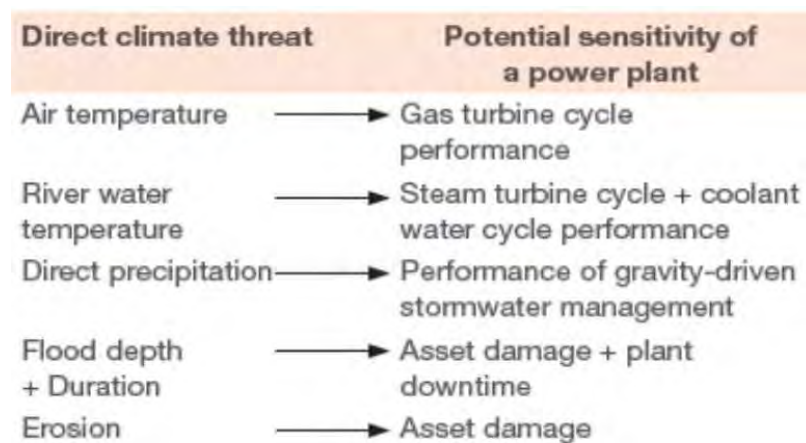 Direct climate threat
Potential sensitivity of
a power plant
Air temperature
Gas turbine cycle
performance
River water
temperature
Steam turbine cycle + coolant
water cycle performance
Direct precipitation
Performance of gravity-driven
stormwater management
Flood depth
+ Duration
Asset damage + plant
downtime
Erosion
Asset damage